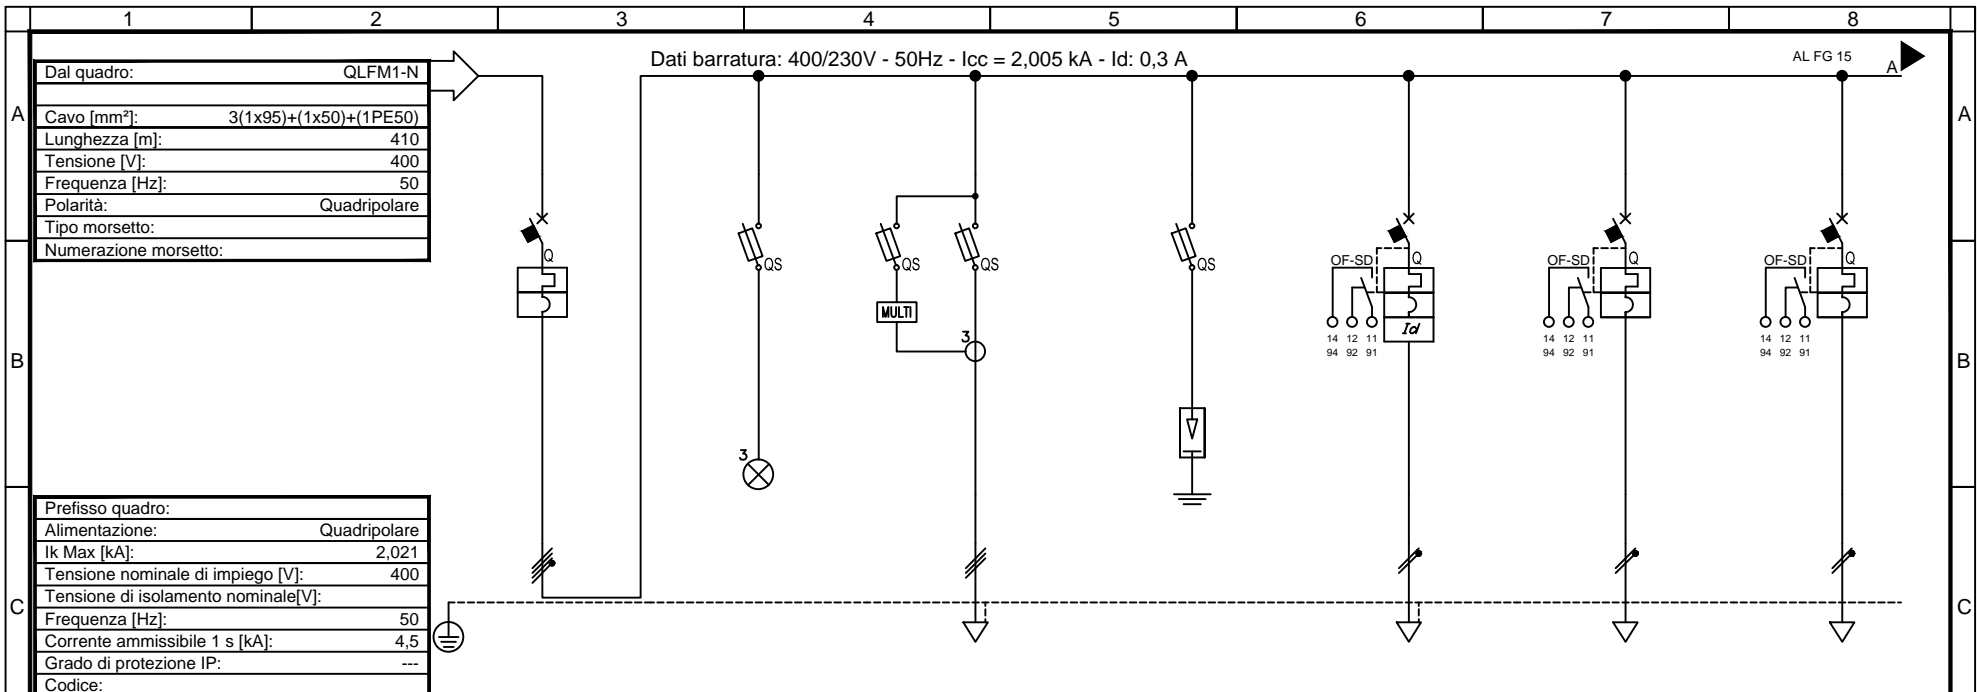 1 2 3 4 5 6 7 8
Dati barratura: 400/230V - 50Hz - Icc = 2,005 kA - Id: 0,3 A
AL FG 15
A
A
A
Dal quadro: QLFM1-N
Cavo [mm²]: 3(1x95)+(1x50)+(1PE50)
Lunghezza [m]: 410
Tensione [V]: 400
Frequenza [Hz]: 50
Polarità: Quadripolare
Tipo morsetto:
Numerazione morsetto:
Q
QS
QS
QS
QS
MULTI
3
3
OF-SD
Q
Id
14 12 11
94 92 91
OF-SD
Q
14 12 11
94 92 91
OF-SD
Q
14 12 11
94 92 91
B
B
Prefisso quadro:
Alimentazione: Quadripolare
Ik Max [kA]: 2,021
Tensione nominale di impiego [V]: 400
Tensione di isolamento nominale[V]:
Frequenza [Hz]: 50
Corrente ammissibile 1 s [kA]: 4,5
Grado di protezione IP: ---
Codice:
C
C